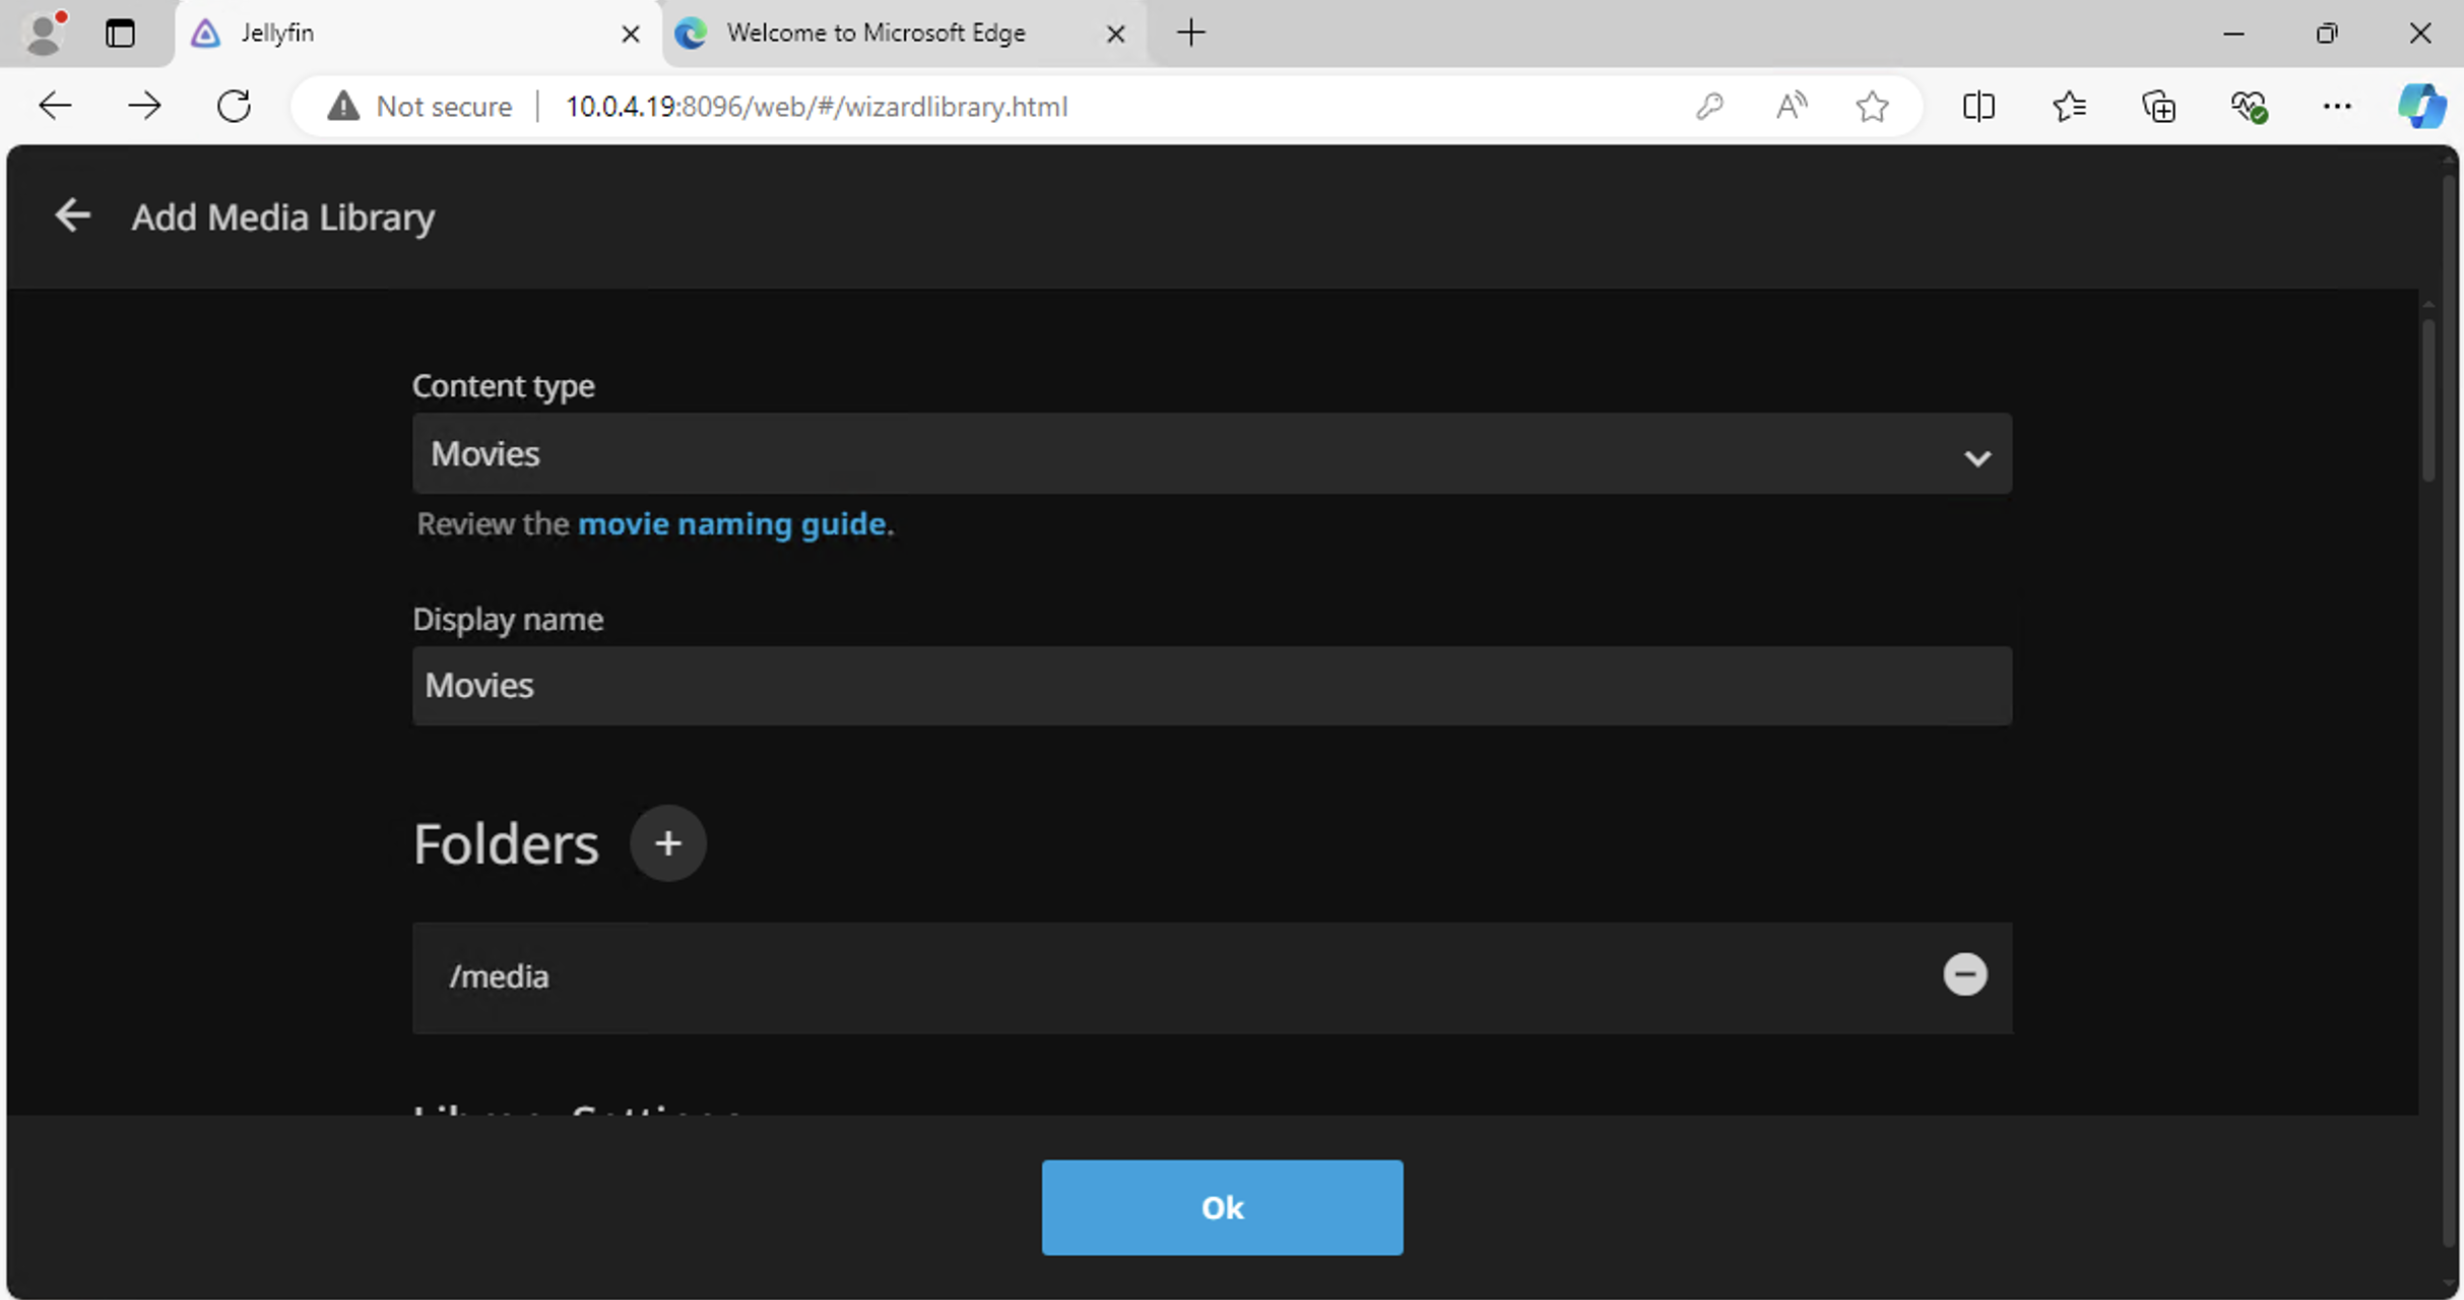 Jellyfin
Welcome to Microsoft Edge
Not secure
10.0.4.19:8096/web/#/wizardlibrary.html
Add Media Library
Content type
Movies
Review the movie naming guide.
Display name
Movies
Folders
/media
Ok